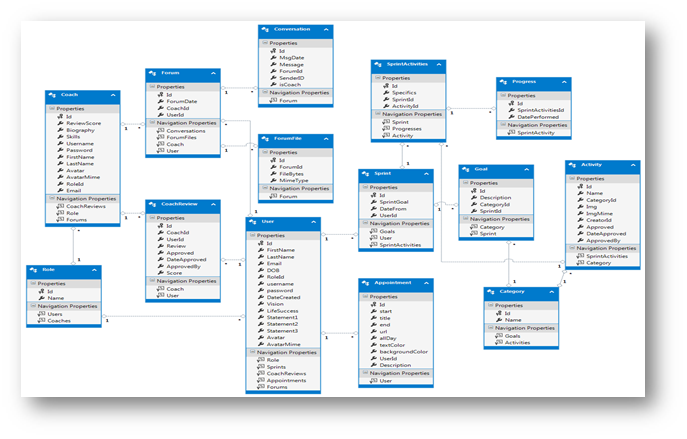 Conversation
Properties
Id
MsgDate
Message
ForumId
SenderID
isCoach
Navigation Properties
Forum
Forum
Properties
Id
ForumDate
CoachId
UserId
Navigation Properties
Conversations
ForumFiles
Coach
User
SprintActivities
Properties
Id
Specifics
SprintId
ActivityId
Navigation Properties
Sprint
Progresses
Activity
Progress
Properties
Id
SprintActivitiesId
DatePerformed
Navigation Properties
SprintActivity
Coach
Properties
Id
ReviewScore
Biography
Skills
Username
Password
FirstName
LastName
Avatar
AvatarMime
RoleId
Email
Navigation Properties
CoachReviews
Role
Forums
ForumFile
Properties
Id
ForumId
FileBytes
MimeType
Navigation Properties
Forum
Sprint
Properties
Id
SprintGoal
DateFrom
UserId
Navigation Properties
Goals
User
SprintActivities
Goal
Properties
Id
Description
CategoryId
SprintId
Navigation Properties
Category
Sprint
Activity
Properties
Id
Name
CategoryId
Img
ImgMime
CreatorId
Approved
DateApproved
ApprovedBy
Navigation Properties
SprintActivities
Category
CoachReview
Properties
Id
CoachId
UserId
Review
Approved
DateApproved
ApprovedBy
Score
Navigation Properties
Coach
User
User
Properties
Id
FirstName
LastName
Email
DOB
RoleId
username
password
DateCreated
Vision
LifeSuccess
Statement1
Statement2
Statement3
Avatar
AvatarMime
Navigation Properties
Role
Sprints
CoachReviews
Appointments
Forums
Role
Properties
Id
Name
Navigation Properties
Users
Coaches
Appointment
Properties
Id
start
title
end
url
allDay
textColor
backgroundColor
UserId
Description
Navigation Properties
User
Category
Properties
Id
Name
Navigation Properties
Goals
Activities